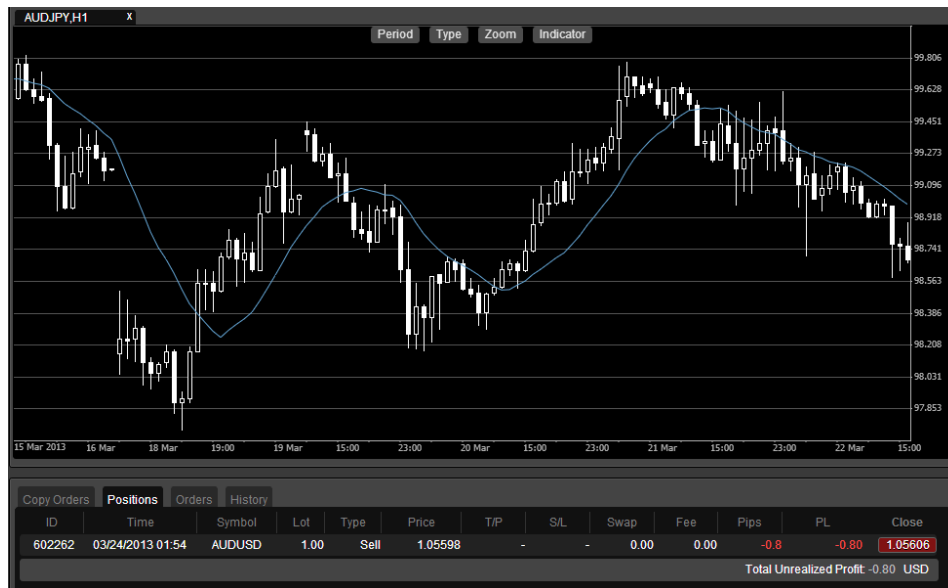 AUDJPY,H1 x
Period Type Zoom Indicator
99.806
99.628
99.451
99.273
99.096
98.918
98.741
98.563
98.386
98.208
98.031
97.853
15 Mar 2013 16 Mar 18 Mar 19:00 19 Mar 15:00 23:00 20 Mar 15:00 23:00 21 Mar 15:00 23:00 22 Mar 15:00
Copy Orders Positions Orders History
ID Time Symbol Lot Type Price T/P S/L Swap Fee Pips PL Close
602262 03/24/2013 01:54 AUDUSD 1.00 Sell 1.05598 - - 0.00 0.00 -0.8 -0.80 1.05606
Total Unrealized Profit: -0.80 USD